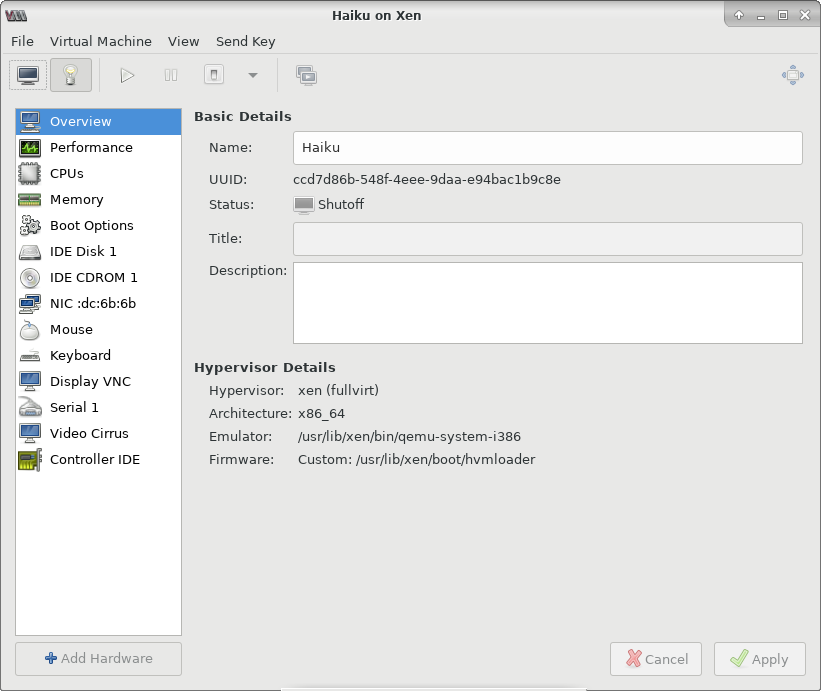 Haiku on Xen
File Virtual Machine View Send Key
Overview
Performance
CPUs
Memory
Boot Options
IDE Disk 1
IDE CDROM 1
NIC :dc:6b:6b
Mouse
Keyboard
Display VNC
Serial 1
Video Cirrus
Controller IDE
Add Hardware
Basic Details
Name: Haiku
UUID: ccd7d86b-548f-4eee-9daa-e94bac1b9c8e
Status: Shutoff
Title:
Description:
Hypervisor Details
Hypervisor: xen (fullvirt)
Architecture: x86_64
Emulator: /usr/lib/xen/bin/qemu-system-i386
Firmware: Custom: /usr/lib/xen/boot/hvmloader
Cancel Apply